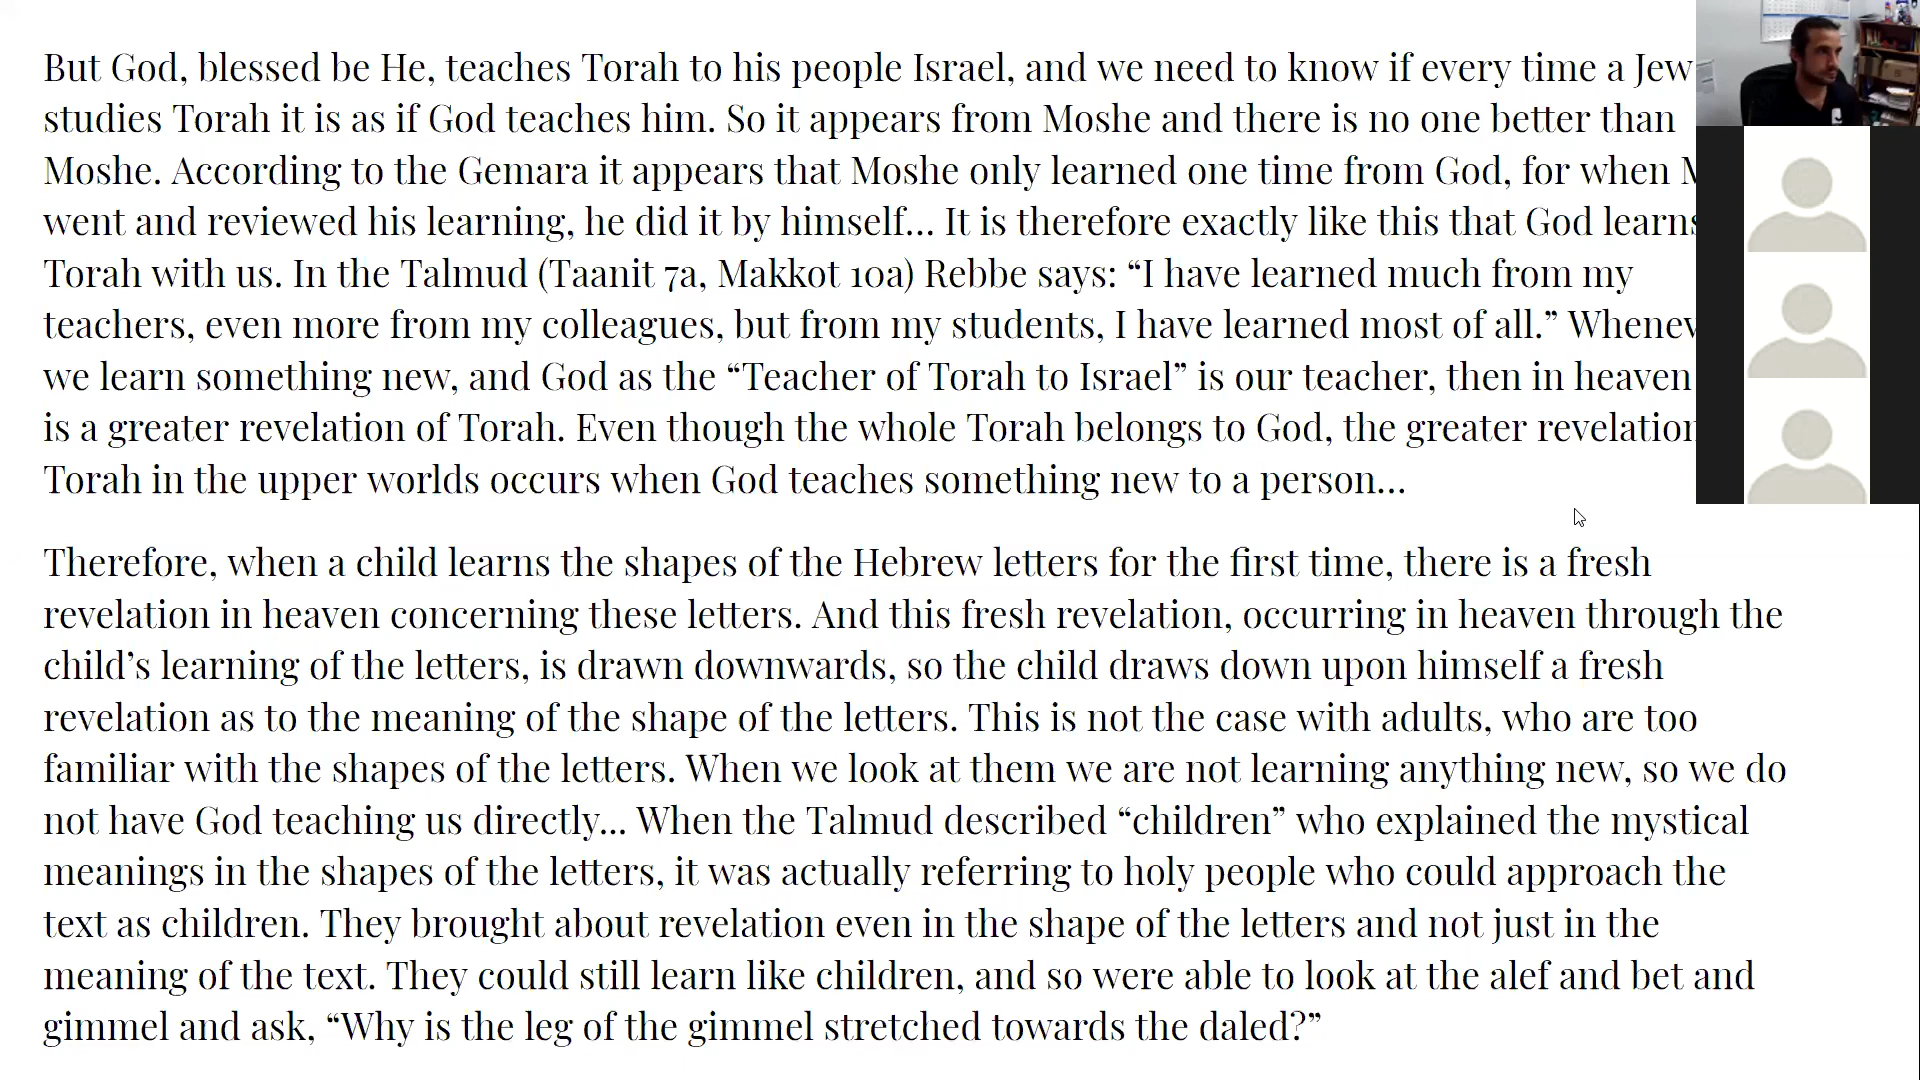 But God, blessed be He, teaches Torah to his people Israel, and we need to know if every time a Jew
studies Torah it is as if God teaches him. So it appears from Moshe and there is no one better than
Moshe. According to the Gemara it appears that Moshe only learned one time from God, for when
went and reviewed his learning, he did it by himself... It is therefore exactly like this that God learns
Torah with us. In the Talmud (Taanit 7a, Makkot 10a) Rebbe says: “I have learned much from my
teachers, even more from my colleagues, but from my students, I have learned most of all.” Whenev
we learn something new, and God as the “Teacher of Torah to Israel” is our teacher, then in heaven
is a greater revelation of Torah. Even though the whole Torah belongs to God, the greater revelation
Torah in the upper worlds occurs when God teaches something new to a person...
Therefore, when a child learns the shapes of the Hebrew letters for the first time, there is a fresh
revelation in heaven concerning these letters. And this fresh revelation, occurring in heaven through the
child’s learning of the letters, is drawn downwards, so the child draws down upon himself a fresh
revelation as to the meaning of the shape of the letters. This is not the case with adults, who are too
familiar with the shapes of the letters. When we look at them we are not learning anything new, so we do
not have God teaching us directly... When the Talmud described “children” who explained the mystical
meanings in the shapes of the letters, it was actually referring to holy people who could approach the
text as children. They brought about revelation even in the shape of the letters and not just in the
meaning of the text. They could still learn like children, and so were able to look at the alef and bet and
gimmel and ask, “Why is the leg of the gimmel stretched towards the daled?”